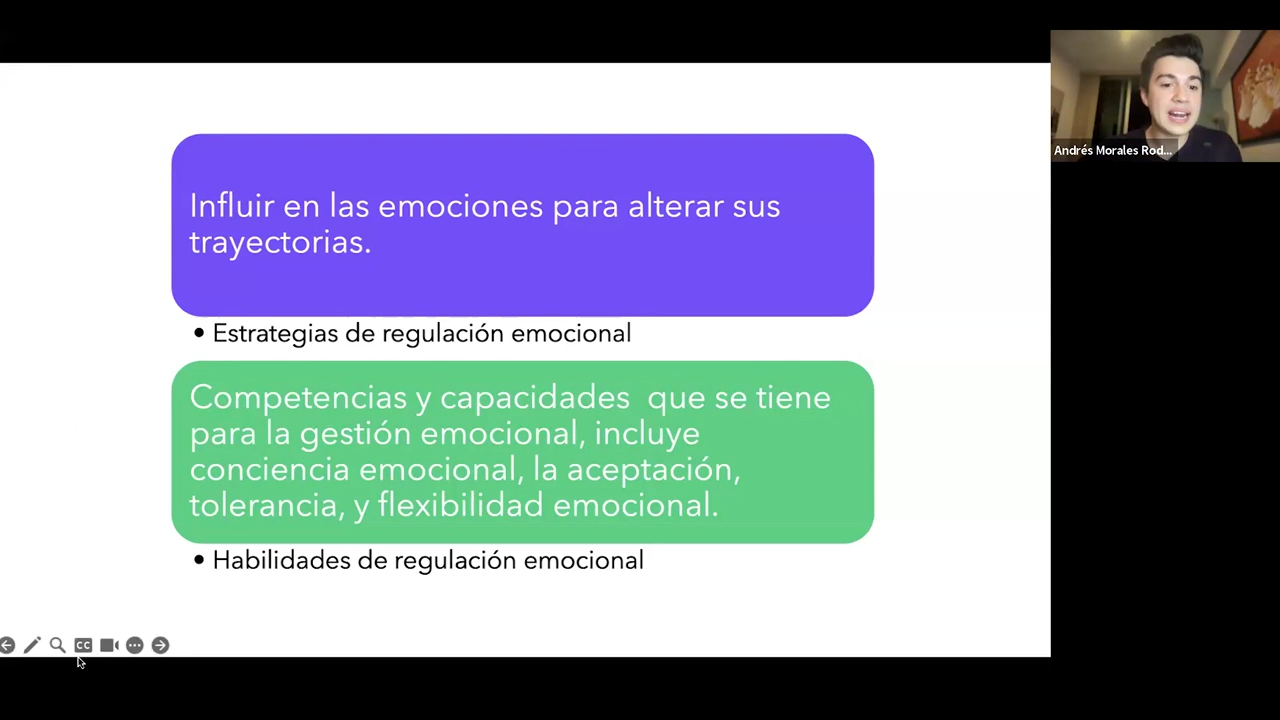 Influir en las emociones para alterar sus
trayectorias.
• Estrategias de regulación emocional
Competencias y capacidades  que se tiene
para la gestión emocional, incluye
conciencia emocional, la aceptación,
tolerancia, y flexibilidad emocional.
• Habilidades de regulación emocional
Andrés Morales Rod...
CC